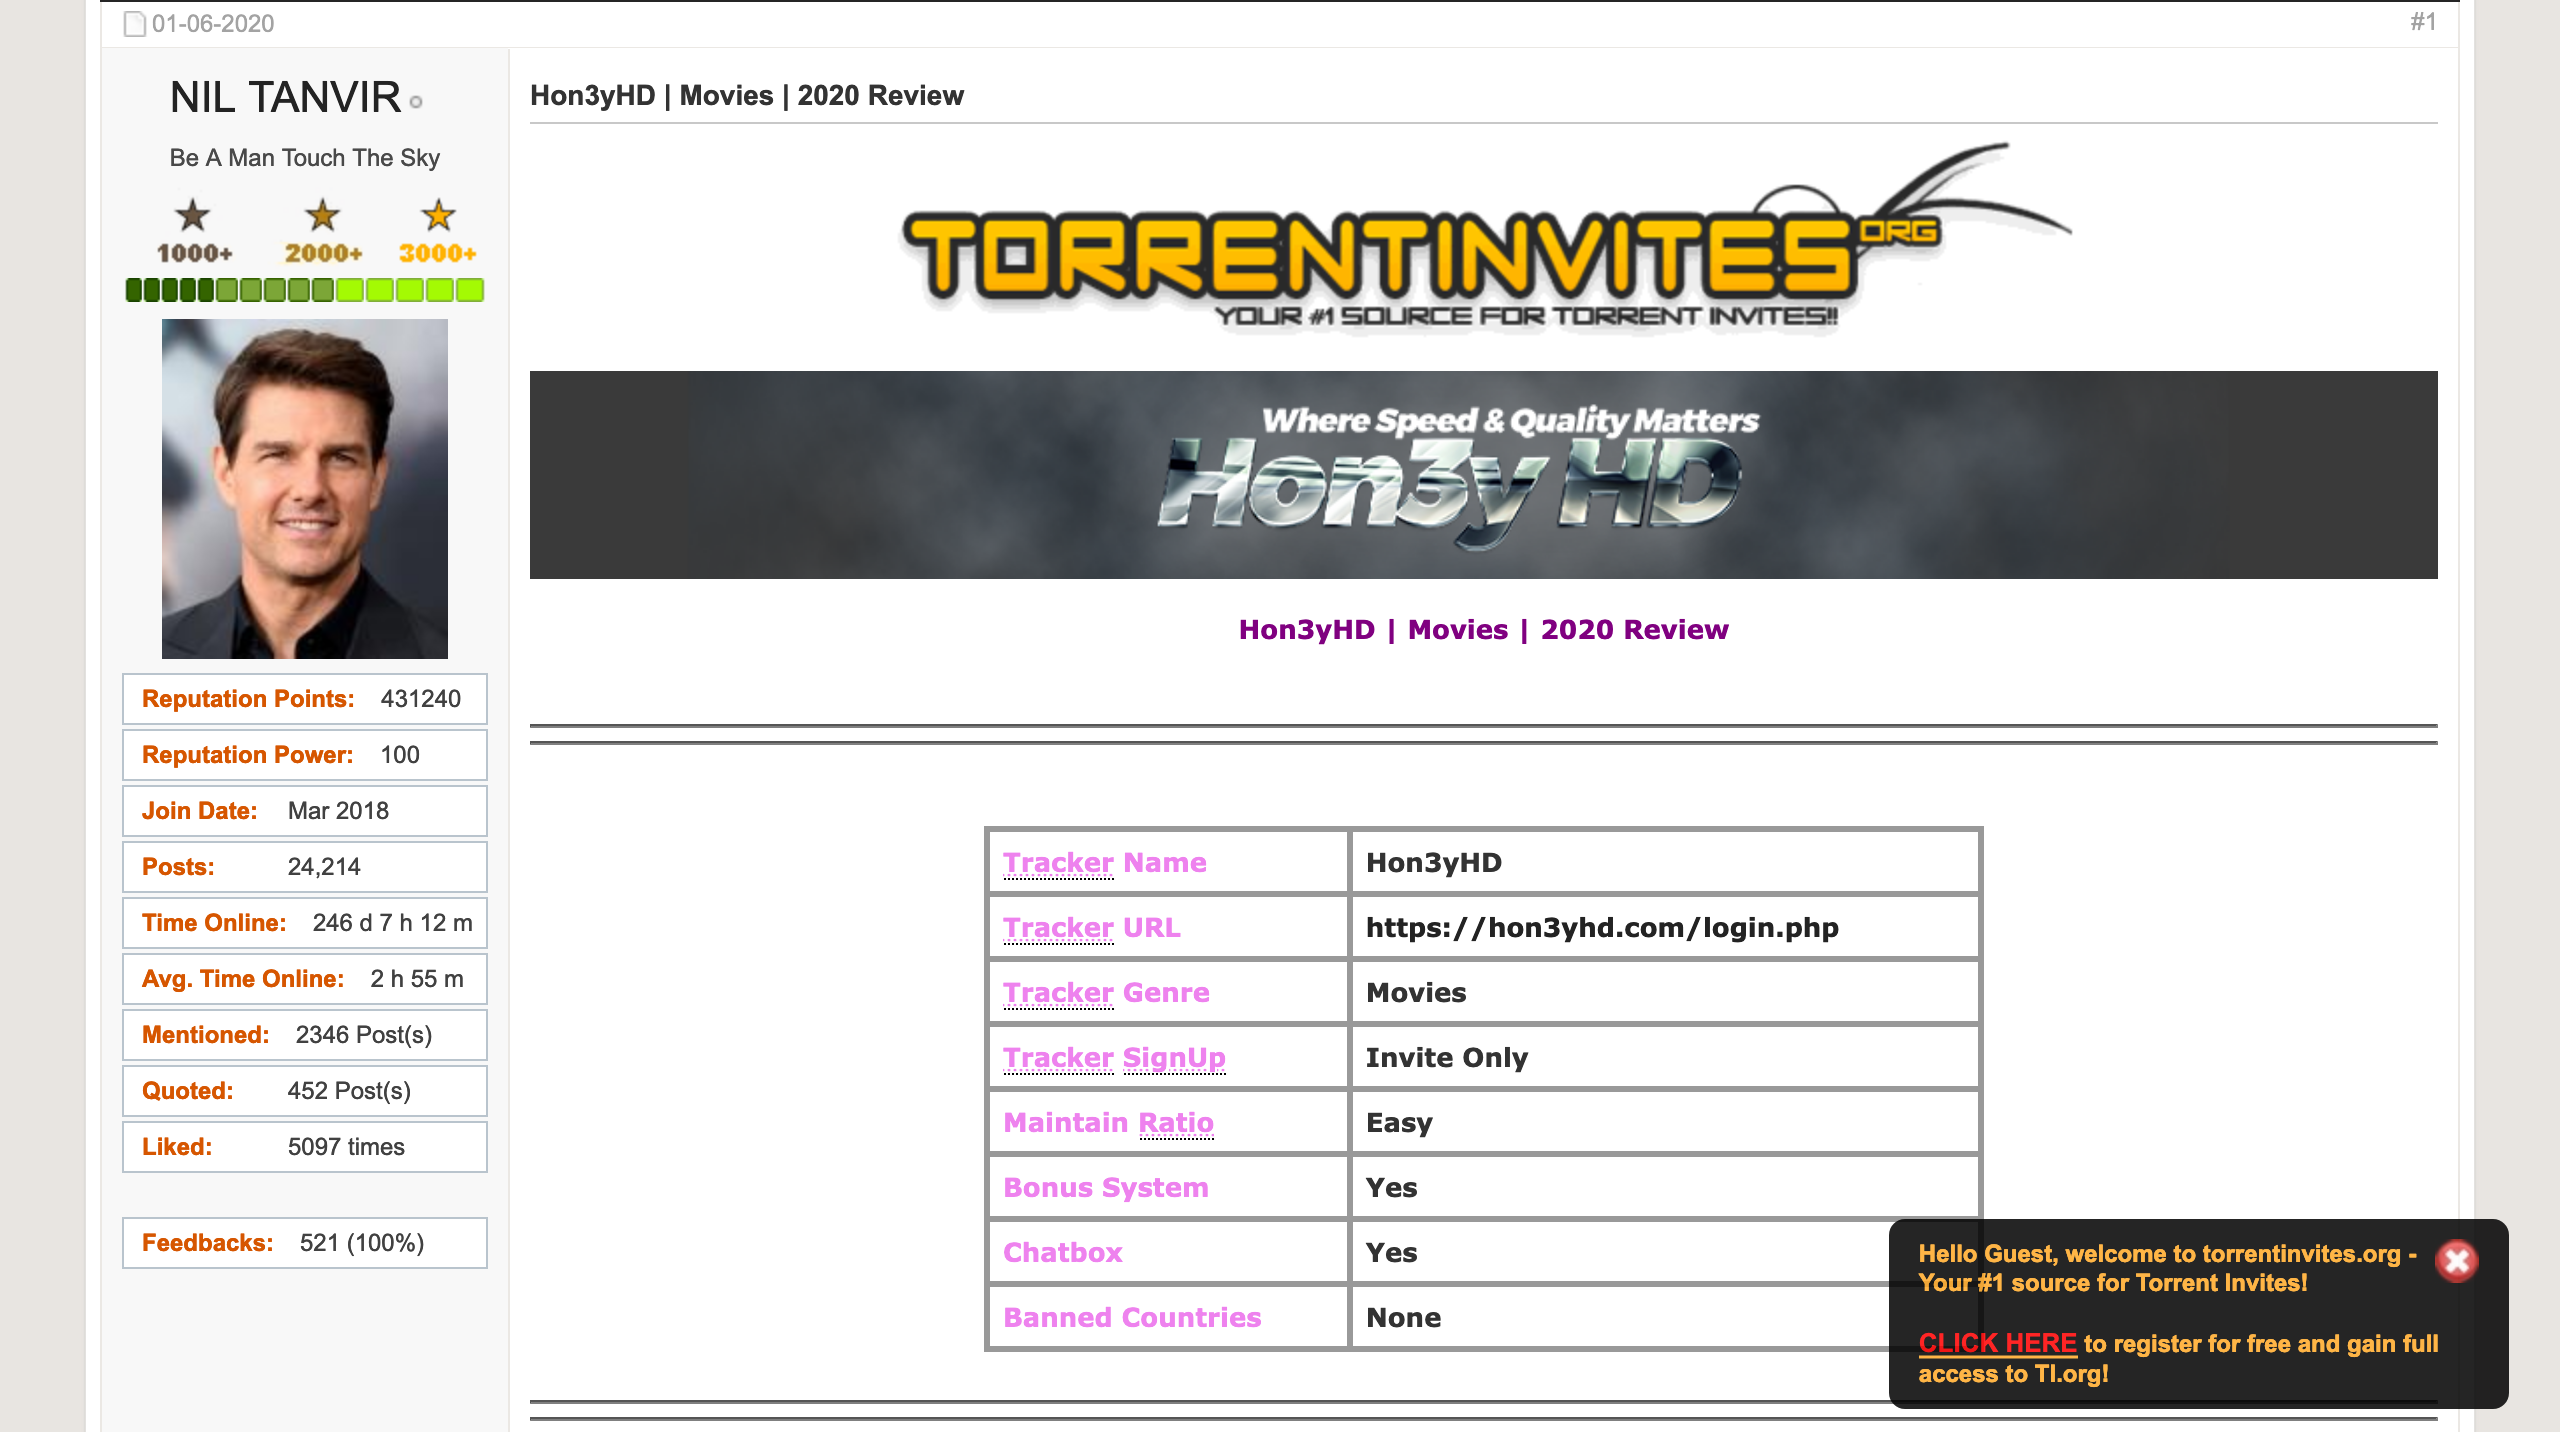 01-06-2020
#1
NIL TANVIR
Be A Man Touch The Sky
1000+ 2000+ 3000+
Reputation Points: 431240
Reputation Power: 100
Join Date: Mar 2018
Posts: 24,214
Time Online: 246 d 7 h 12 m
Avg. Time Online: 2 h 55 m
Mentioned: 2346 Post(s)
Quoted: 452 Post(s)
Liked: 5097 times
Feedbacks: 521 (100%)
Hon3yHD | Movies | 2020 Review
TORRENTINVITES ORG
YOUR #1 SOURCE FOR TORRENT INVITES!!
Where Speed & Quality Matters
Hon3y HD
Hon3yHD | Movies | 2020 Review
Tracker Name Hon3yHD
Tracker URL https://hon3yhd.com/login.php
Tracker Genre Movies
Tracker SignUp Invite Only
Maintain Ratio Easy
Bonus System Yes
Chatbox Yes
Banned Countries None
Hello Guest, welcome to torrentinvites.org -
Your #1 source for Torrent Invites!
CLICK HERE to register for free and gain full
access to TI.org!